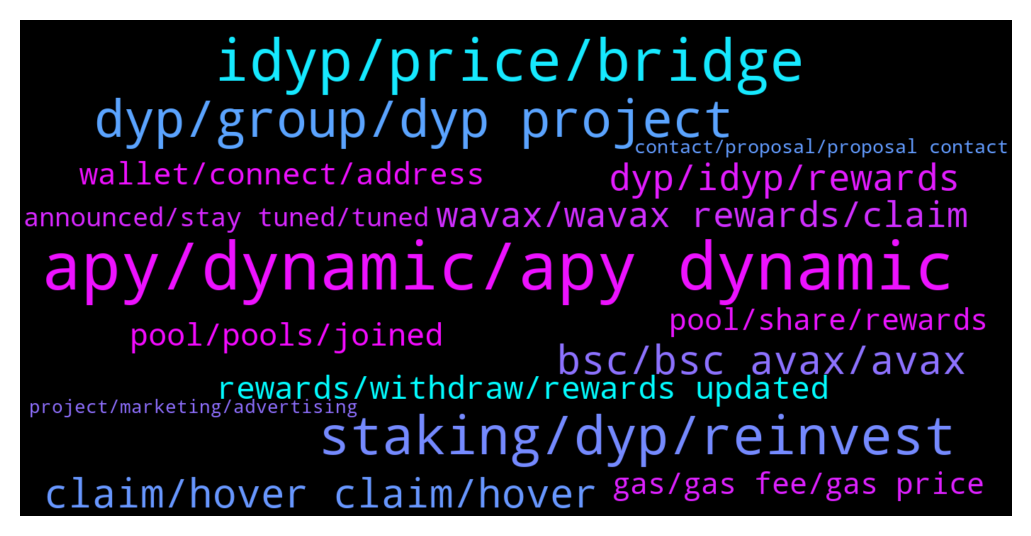 idyp/price/bridge
dyp/group/dyp project
contact/proposal/proposal contact
wallet/connect/address
dyp/idyp/rewards
announced/stay tuned/tuned
wavax/wavax rewards/claim
apy/dynamic/apy dynamic
pool/share/rewards
pool/pools/joined
bsc/bsc avax/avax
rewards/withdraw/rewards updated
project/marketing/advertising
staking/dyp/reinvest
claim/hover claim/hover
gas/gas fee/gas price